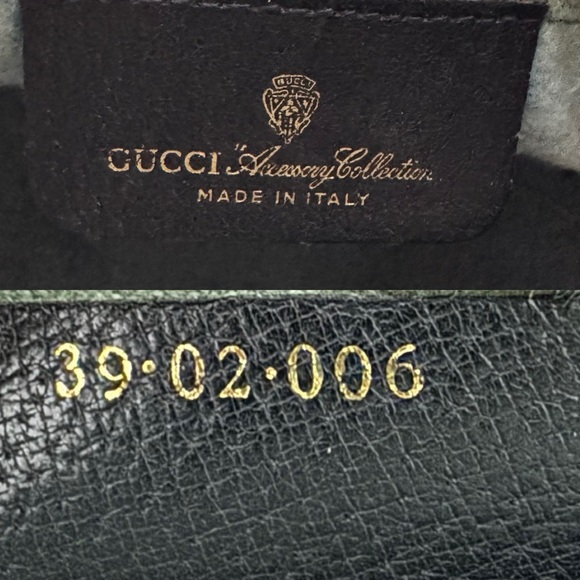 GUCCI
GUCCI "Accessory Collection
MADE IN ITALY
39·02·006